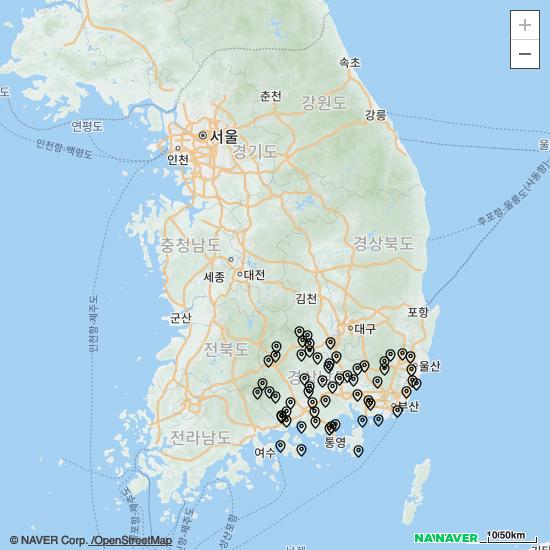 +
−
속초
춘천
강원도
강릉
도
연평도
서울
울
인천항-백령도
인천
경기도
후포항-울릉도(사동항)
충청남도
경상북도
세종
대전
인천항-제주도
김천
군산
포항
대구
전북도
울산
경상
부산
전라남도
여수
통영
성산포항
© NAVER Corp. /OpenStreetMap
NAVER
10|50km